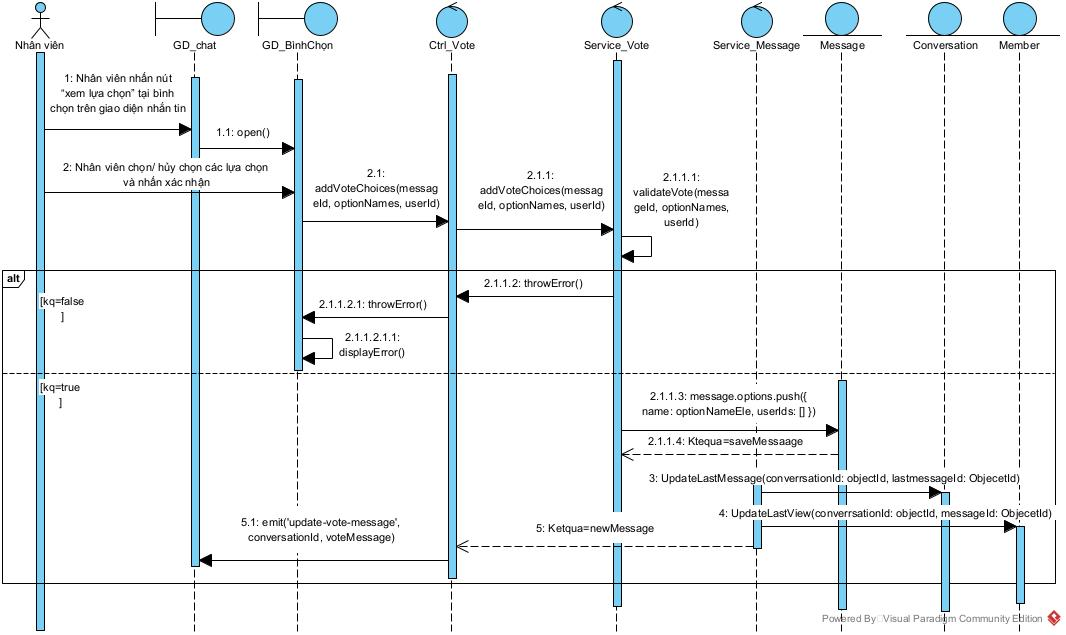 Nhân viên
GD_chat
GD_BìnhChọn
Ctrl_Vote
Service_Vote
Service_Message
Message
Conversation
Member
1: Nhân viên nhấn nút
“xem lựa chọn” tại bình
chọn trên giao diện nhấn tin
1.1: open()
2: Nhân viên chọn/ hủy chọn các lựa chọn
và nhấn xác nhận
2.1:
addVoteChoices(messag
eId, optionNames, userId)
2.1.1:
addVoteChoices(messag
eId, optionNames, userId)
2.1.1.1:
validateVote(messa
geId, optionNames,
userId)
alt
[kq=false
]
2.1.1.2: throwError()
2.1.1.2.1: throwError()
2.1.1.2.1.1:
displayError()
[kq=true
]
2.1.1.3: message.options.push({
name: optionNameEle, userIds: [] })
2.1.1.4: Ktequa=saveMessaage
3: UpdateLastMessage(converrsationId: objectId, lastmessageId: ObjecetId)
4: UpdateLastView(converrsationId: objectId, messageId: ObjecetId)
5: Ketqua=newMessage
5.1: emit('update-vote-message',
conversationId, voteMessage)
Powered By Visual Paradigm Community Edition